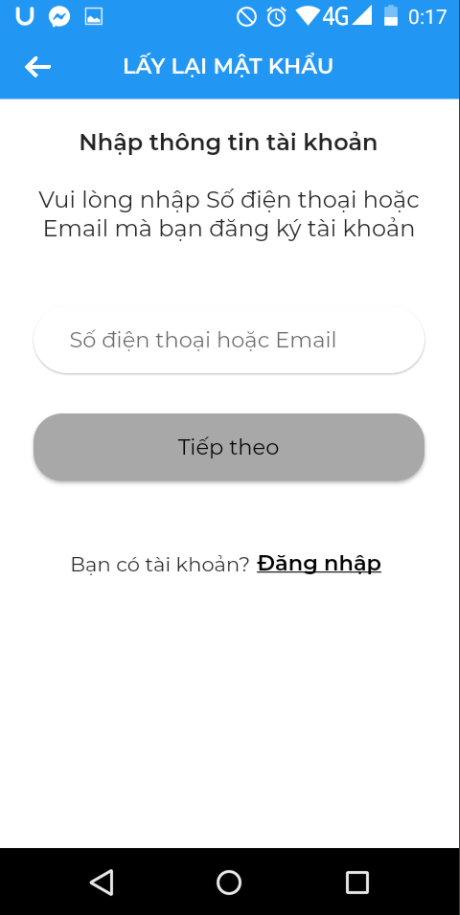 4G 0:17
LẤY LẠI MẬT KHẨU
Nhập thông tin tài khoản
Vui lòng nhập Số điện thoại hoặc
Email mà bạn đăng ký tài khoản
Số điện thoại hoặc Email
Tiếp theo
Bạn có tài khoản? Đăng nhập